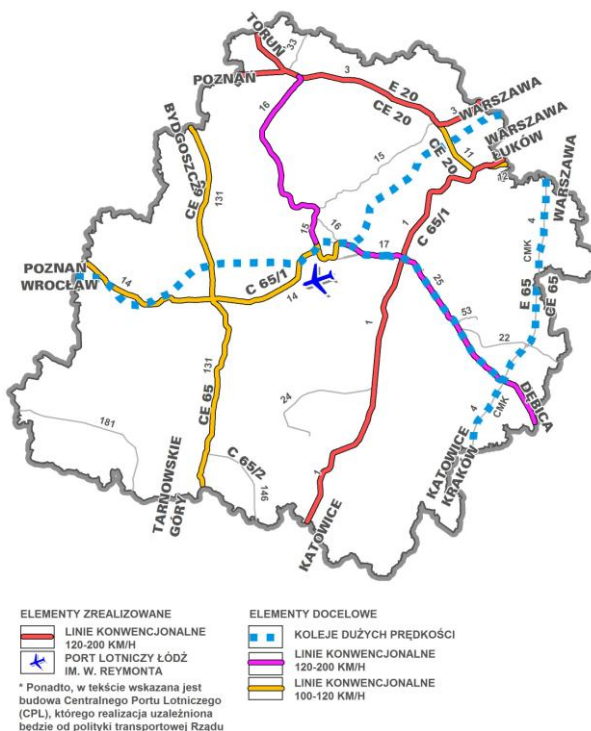 TORUŃ
33
POZNAŃ
3
E 20
CE 20
3
WARSZAWA
WARSZAWA
ŁUKÓW
16
BYDGOSZCZ
CE 65
131
15
CE 20
11
12
WARSZAWA
4
CMK
15
16
1
C 65/1
17
POZNAŃ
WROCŁAW
14
C 65/1
14
E 65
CE 65
25
53
22
1
131
CE 65
24
DĘBICA
CMK
4
181
C 65/2
146
1
TARNOWSKIE
GÓRY
KATOWICE
KATOWICE
KRAKÓW
ELEMENTY ZREALIZOWANE
LINIE KONWENCJONALNE
120-200 KM/H
PORT LOTNICZY ŁÓDŹ
IM. W. REYMONTA
* Ponadto, w tekście wskazana jest
budowa Centralnego Portu Lotniczego
(CPL), którego realizacja uzależniona
będzie od polityki transportowej Rządu
ELEMENTY DOCELOWE
KOLEJE DUŻYCH PRĘDKOŚCI
LINIE KONWENCJONALNE
120-200 KM/H
LINIE KONWENCJONALNE
100-120 KM/H